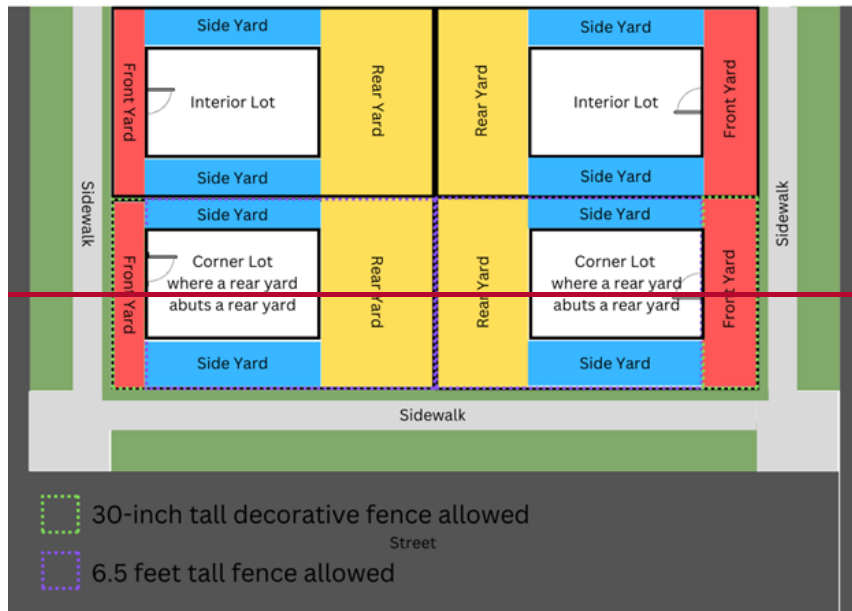 Side Yard
Side Yard
Front Yard
Interior Lot
Rear Yard
Rear Yard
Interior Lot
Front Yard
Side Yard
Side Yard
Sidewalk
Sidewalk
Side Yard
Side Yard
Front Yard
Corner Lot
where a rear yard
abuts a rear yard
Rear Yard
Rear Yard
Corner Lot
where a rear yard
abuts a rear yard
Front Yard
Side Yard
Side Yard
Sidewalk
30-inch tall decorative fence allowed
Street
6.5 feet tall fence allowed